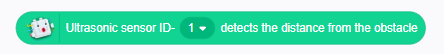 Ultrasonic sensor ID- 1 detects the distance from the obstacle